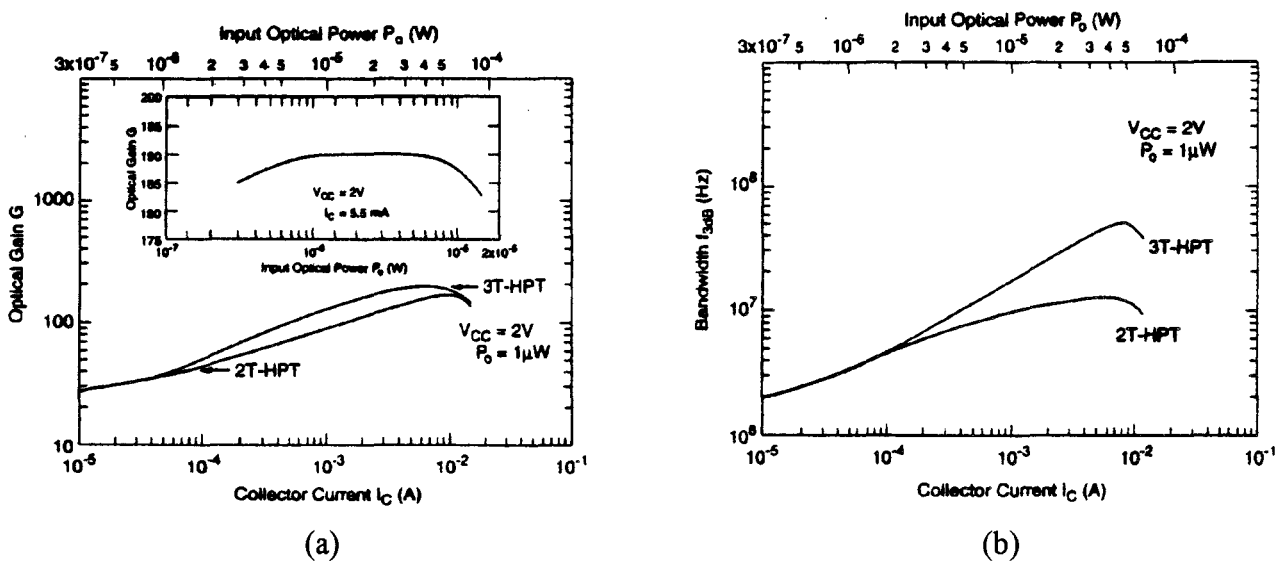 Input Optical Power Po (W)
3x10-7 5 10-6 2 3 4 5 10-5 2 3 4 5 10-4
200
195
190
185
180
175
Optical Gain G
VCC = 2V
IC = 5.5 mA
10-7 10-6 10-5 2x10-5
Input Optical Power Po (W)
1000
100
10
Optical Gain G
3T-HPT
VCC = 2V
Po = 1μW
2T-HPT
10-5 10-4 10-3 10-2 10-1
Collector Current IC (A)
(a)
Input Optical Power Po (W)
3x10-7 5 10-6 2 3 4 5 10-5 2 3 4 5 10-4
VCC = 2V
Po = 1μW
108
107
106
Bandwidth f3dB (Hz)
3T-HPT
2T-HPT
10-5 10-4 10-3 10-2 10-1
Collector Current IC (A)
(b)